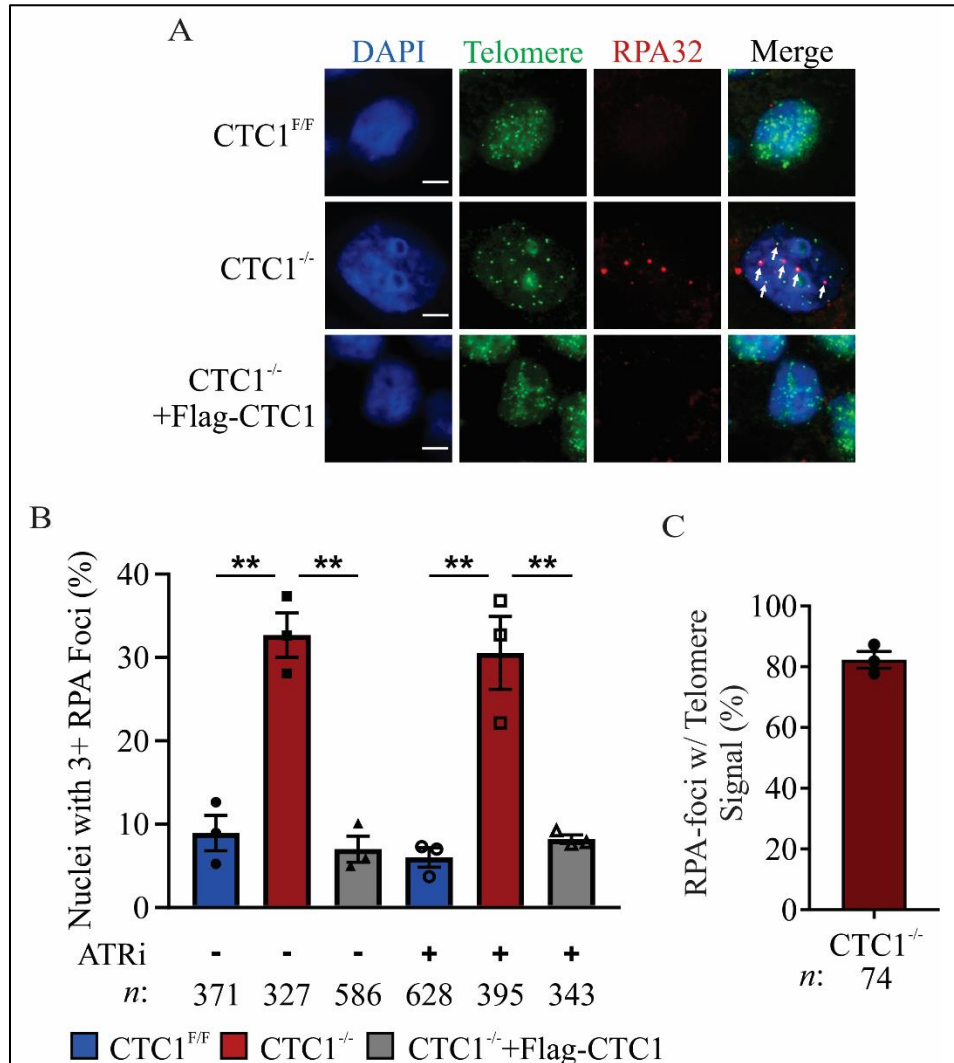 A
DAPI Telomere RPA32 Merge
CTC1F/F
CTC1-/-
CTC1-/-
+Flag-CTC1
B
Nuclei with 3+ RPA Foci (%)
40
30
20
10
0
** ** ** **
ATRi - - - + + +
n: 371 327 586 628 395 343
CTC1F/F CTC1-/- CTC1-/-+Flag-CTC1
C
RPA-foci w/ Telomere
Signal (%)
100
80
60
40
20
0
CTC1-/-
n: 74